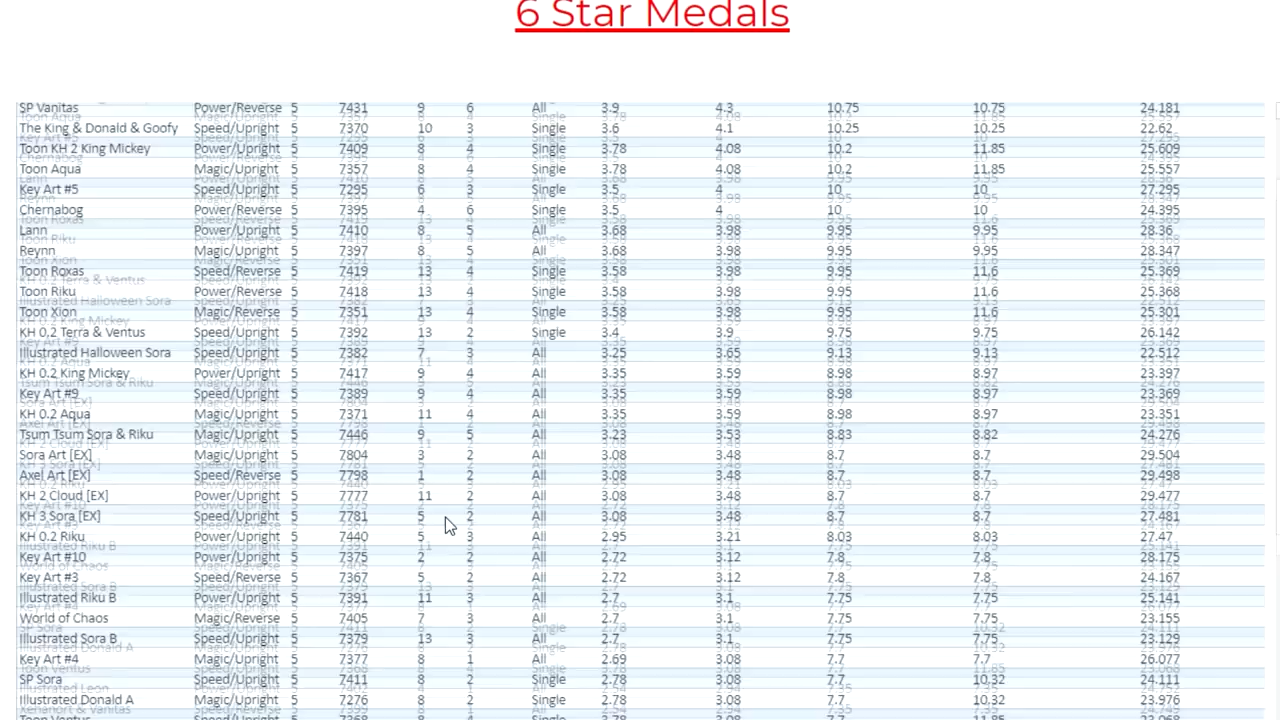 6 Star Medals
SP Vanitas Power/Reverse 5 7431 9 6 All 3.9 4.3 10.75 10.75 24.181
The King & Donald & Goofy Speed/Upright 5 7370 10 3 Single 3.6 4.1 10.25 10.25 22.62
Toon KH 2 King Mickey Power/Upright 5 7409 8 4 Single 3.78 4.08 10.2 11.85 25.609
Toon Aqua Magic/Upright 5 7357 8 4 Single 3.78 4.08 10.2 11.85 25.557
Key Art #5 Speed/Upright 5 7295 6 3 Single 3.5 4 10 10 27.295
Chernabog Power/Reverse 5 7395 4 6 Single 3.5 4 10 10 24.395
Lann Power/Upright 5 7410 8 5 All 3.68 3.98 9.95 9.95 28.36
Reynn Magic/Upright 5 7397 8 5 All 3.68 3.98 9.95 9.95 28.347
Toon Roxas Speed/Reverse 5 7419 13 4 Single 3.58 3.98 9.95 11.6 25.369
Toon Riku Power/Upright 5 7418 13 4 Single 3.58 3.98 9.95 11.6 25.368
Toon Xion Magic/Reverse 5 7351 13 4 Single 3.58 3.98 9.95 11.6 25.301
KH 0.2 Terra & Ventus Speed/Upright 5 7392 13 2 Single 3.4 3.9 9.75 9.75 26.142
Illustrated Halloween Sora Speed/Upright 5 7382 7 3 All 3.25 3.65 9.13 9.13 22.512
KH 0.2 King Mickey Power/Upright 5 7417 9 4 All 3.35 3.59 8.98 8.97 23.397
Key Art #9 Speed/Upright 5 7389 9 4 All 3.35 3.59 8.98 8.97 23.369
KH 0.2 Aqua Magic/Upright 5 7371 11 4 All 3.35 3.59 8.98 8.97 23.351
Tsum Tsum Sora & Riku Magic/Upright 5 7446 9 5 All 3.23 3.53 8.83 8.82 24.276
Sora Art [EX] Magic/Upright 5 7804 3 2 All 3.08 3.48 8.7 8.7 29.504
Axel Art [EX] Speed/Reverse 5 7798 1 2 All 3.08 3.48 8.7 8.7 29.498
KH 2 Cloud [EX] Power/Upright 5 7777 11 2 All 3.08 3.48 8.7 8.7 29.477
KH 3 Sora [EX] Power/Upright 5 7781 5 2 All 3.08 3.48 8.7 8.7 27.481
KH 0.2 Riku Power/Upright 5 7440 5 3 All 2.95 3.21 8.03 8.03 27.47
Key Art #10 Power/Upright 5 7375 2 2 All 2.72 3.12 7.8 7.8 28.175
Key Art #3 Speed/Reverse 5 7367 5 2 All 2.72 3.12 7.8 7.8 24.167
Illustrated Riku B Power/Upright 5 7391 11 3 All 2.7 3.1 7.75 7.75 25.141
World of Chaos Magic/Reverse 5 7405 7 3 All 2.7 3.1 7.75 7.75 23.155
Illustrated Sora B Speed/Upright 5 7379 13 3 All 2.7 3.1 7.75 7.75 23.129
Key Art #4 Magic/Upright 5 7377 8 1 All 2.69 3.08 7.7 7.7 26.077
SP Sora Speed/Upright 5 7411 8 2 Single 2.78 3.08 7.7 10.32 24.111
Illustrated Donald A Magic/Upright 5 7276 8 2 Single 2.78 3.08 7.7 10.32 23.976
Toon Ventus Speed/Upright 5 7368 8 4 Single 3.78